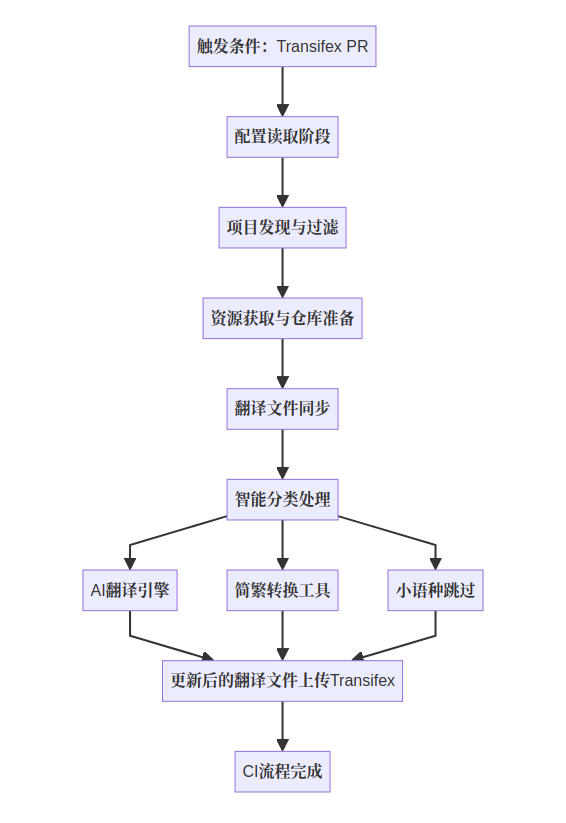 触发条件：Transifex PR
配置读取阶段
项目发现与过滤
资源获取与仓库准备
翻译文件同步
智能分类处理
AI翻译引擎
简繁转换工具
小语种跳过
更新后的翻译文件上传Transifex
CI流程完成